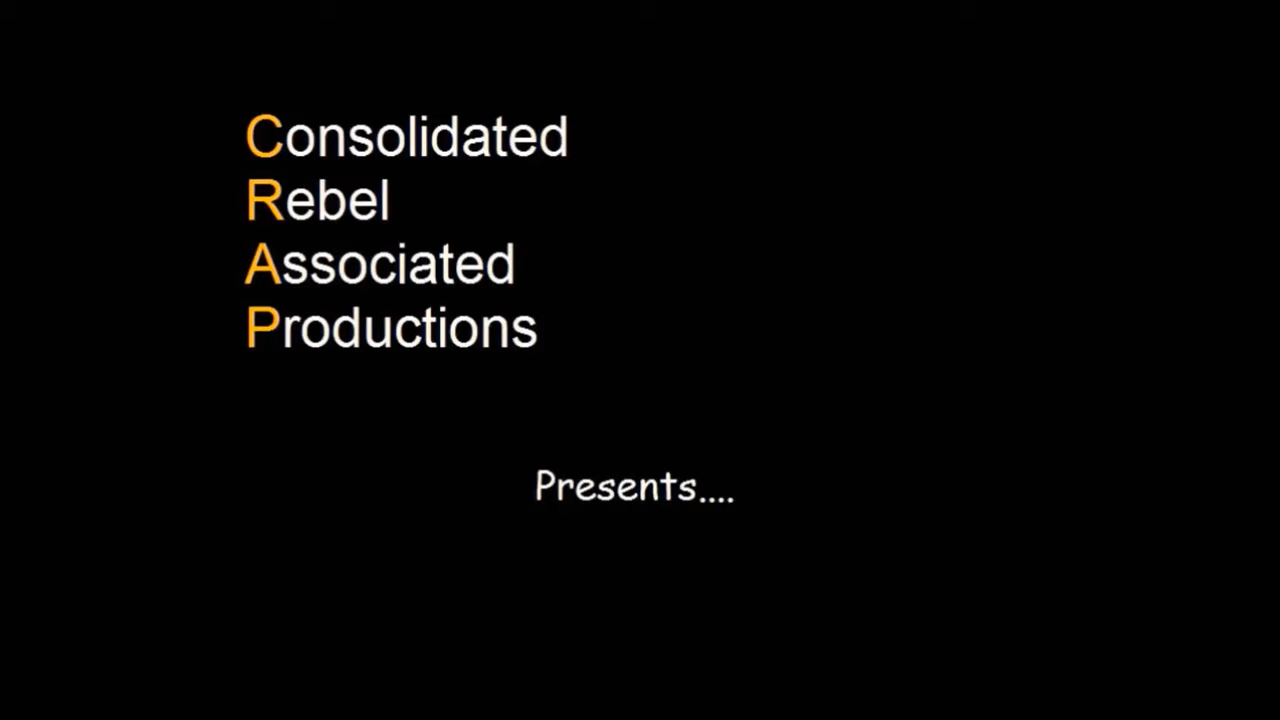 Consolidated
Rebel
Associated
Productions
Presents....